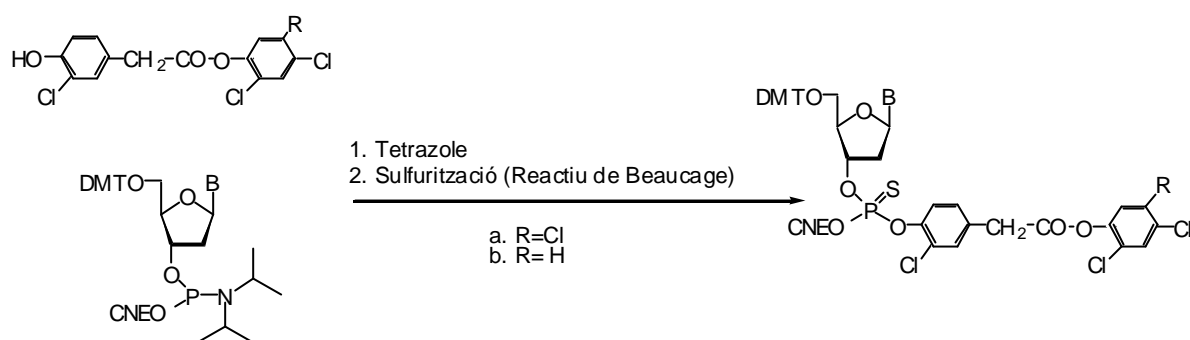 R
HO CH2 CO O Cl
Cl Cl
DMTO B
O
O
P N
CNEO
1. Tetrazole
2. Sulfurització (Reactiu de Beaucage)
a. R=Cl
b. R= H
DMTO B
O
O S
P
CNEO O CH2 CO O R
Cl Cl Cl